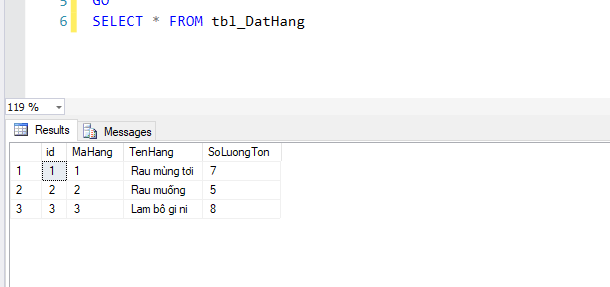 5 GO
6 SELECT * FROM tbl_DatHang
119 %
Results Messages
id MaHang TenHang SoLuongTon
1 1 1 Rau mùng tơi 7
2 2 2 Rau muống 5
3 3 3 Lam bô gi ni 8